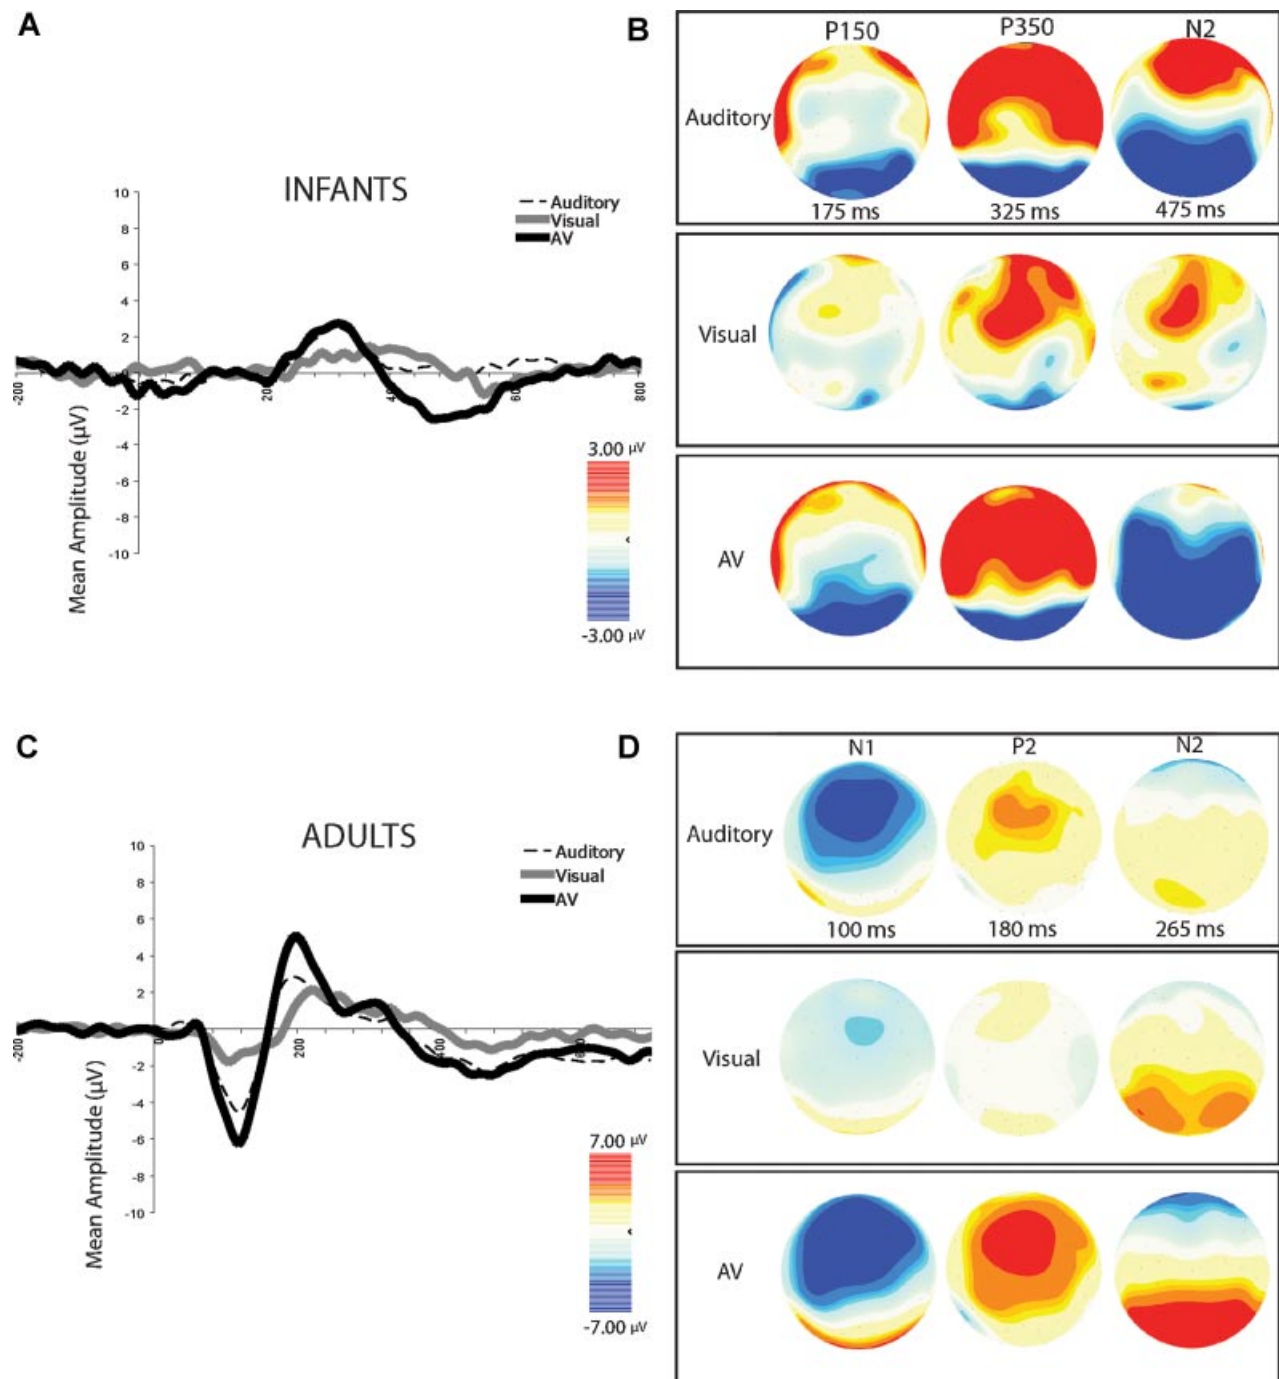 A
INFANTS
Auditory
Visual
AV
10
8
6
4
2
0
-2
-4
-6
-8
-10
-200
200
400
600
800
Mean Amplitude (µV)
3.00 µV
-3.00 µV
B
P150 P350 N2
Auditory
175 ms 325 ms 475 ms
Visual
AV
C
ADULTS
Auditory
Visual
AV
10
8
6
4
2
0
-2
-4
-6
-8
-10
-200
200
Mean Amplitude (µV)
7.00 µV
-7.00 µV
D
N1 P2 N2
Auditory
100 ms 180 ms 265 ms
Visual
AV